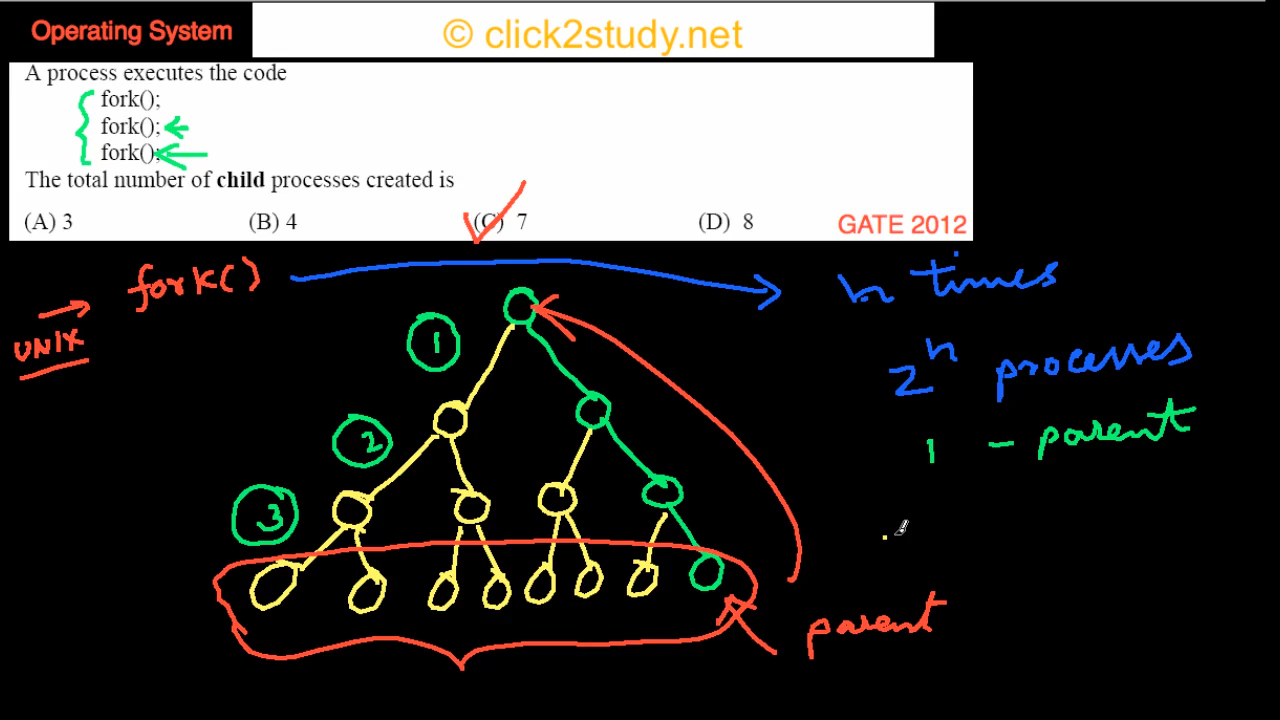 Operating System
© click2study.net
A process executes the code
fork();
fork();
fork();
The total number of child processes created is
(A) 3 (B) 4 (C) 7 (D) 8
GATE 2012
fork() n times
UNIX
1
2^n processes
1 - parent
2
3
parent